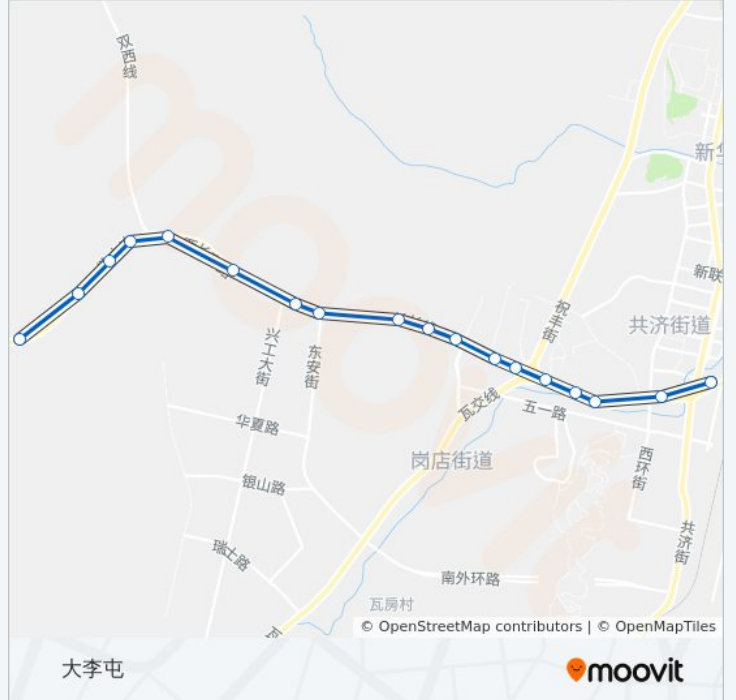 双西线
新华
新联
祝丰街
共济街道
兴工大街
东安街
瓦交线
五一路
华夏路
岗店街道
西环街
银山路
共济街
瑞士路
南外环路
瓦房村
瓦
© OpenStreetMap contributors | © OpenMapTiles
大李屯
moovit